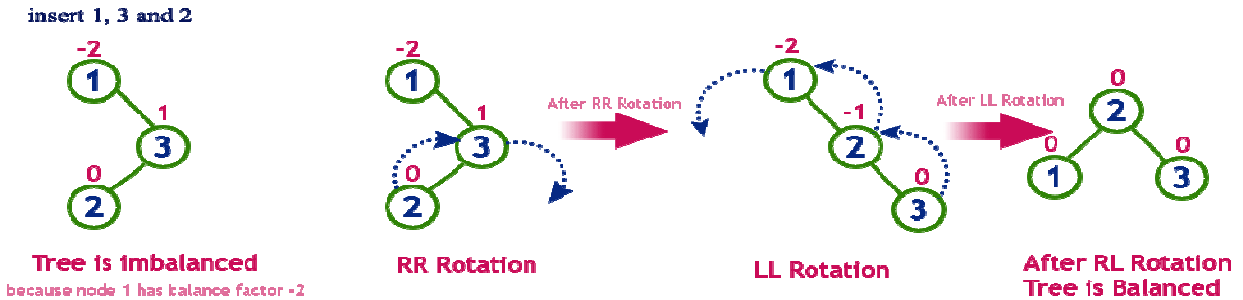 insert 1, 3 and 2
-2
1
1
3
0
2
Tree is imbalanced
because node 1 has balance factor -2
-2
1
1
3
0
2
RR Rotation
After RR Rotation
-2
1
-1
2
0
3
LL Rotation
After LL Rotation
0
2
0
1
0
3
After RL Rotation
Tree is Balanced